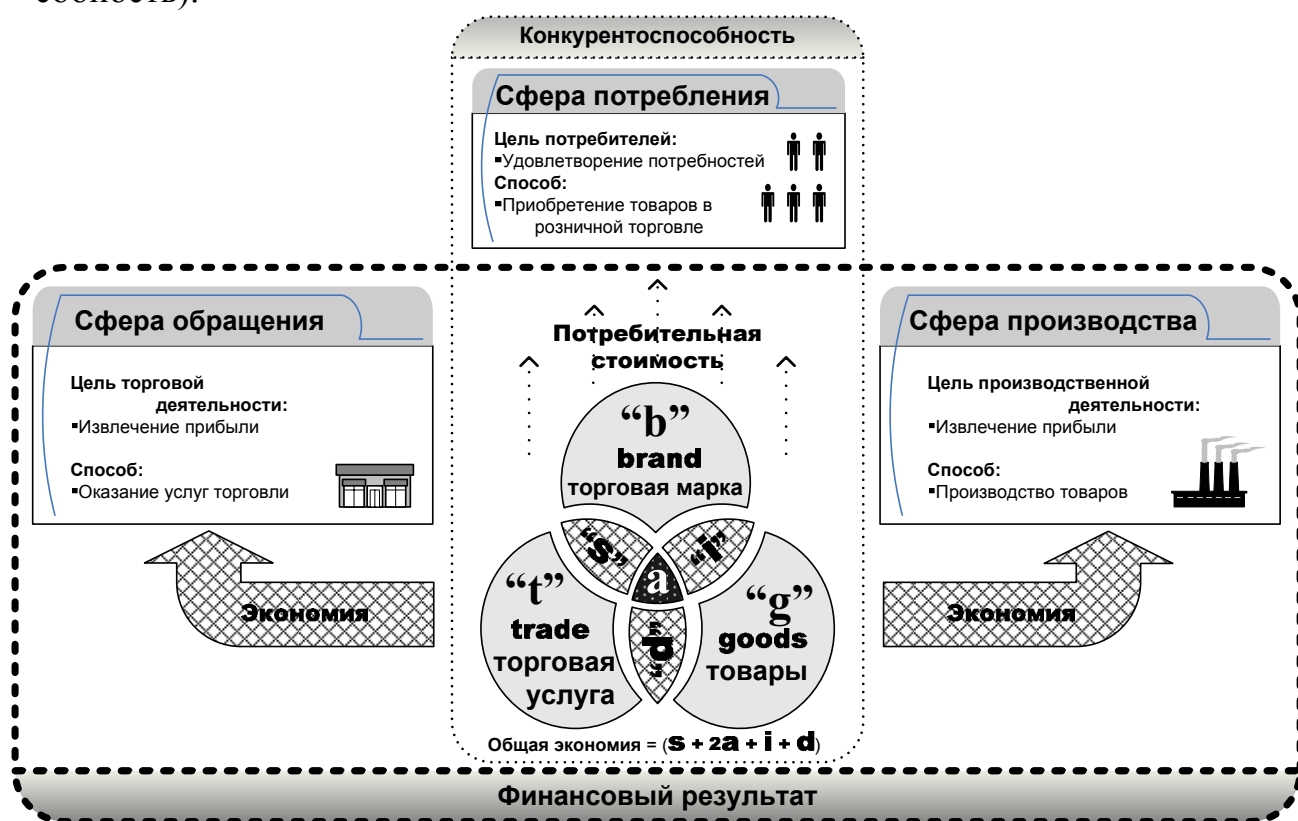 собность).
Конкурентоспособность
Сфера потребления
Цель потребителей:
▪Удовлетворение потребностей
Способ:
▪Приобретение товаров в
розничной торговле
Сфера обращения
Цель торговой
деятельности:
▪Извлечение прибыли
Способ:
▪Оказание услуг торговли
Экономия
Потребительная
стоимость
“b”
brand
торговая марка
“s”
“i”
a
“t”
trade
торговая
услуга
“d”
“g”
goods
товары
Общая экономия = (s + 2a + i + d)
Сфера производства
Цель производственной
деятельности:
▪Извлечение прибыли
Способ:
▪Производство товаров
Экономия
Финансовый результат